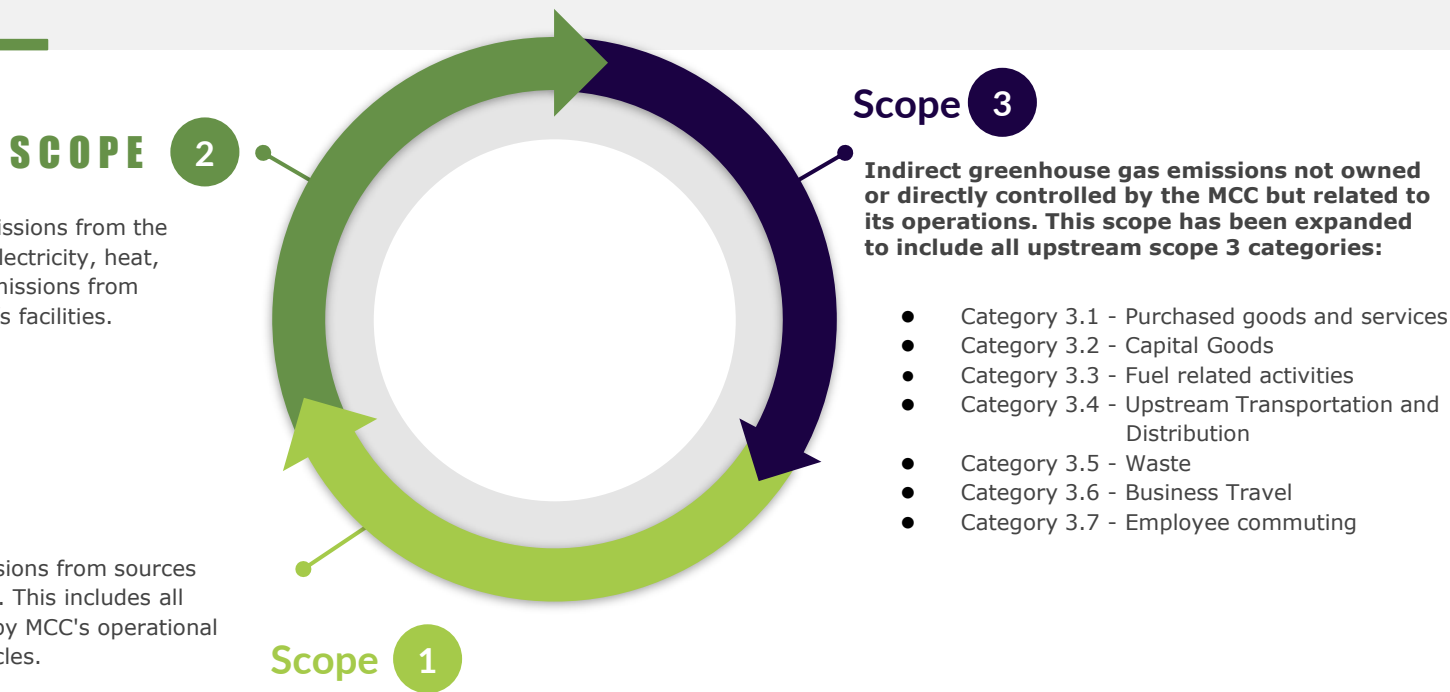 SCOPE 2
issions from the
lectricity, heat,
missions from
s facilities.
sions from sources
. This includes all
by MCC's operational
cles.
Scope 1
Scope 3
Indirect greenhouse gas emissions not owned
or directly controlled by the MCC but related to
its operations. This scope has been expanded
to include all upstream scope 3 categories:
● Category 3.1 - Purchased goods and services
● Category 3.2 - Capital Goods
● Category 3.3 - Fuel related activities
● Category 3.4 - Upstream Transportation and
Distribution
● Category 3.5 - Waste
● Category 3.6 - Business Travel
● Category 3.7 - Employee commuting